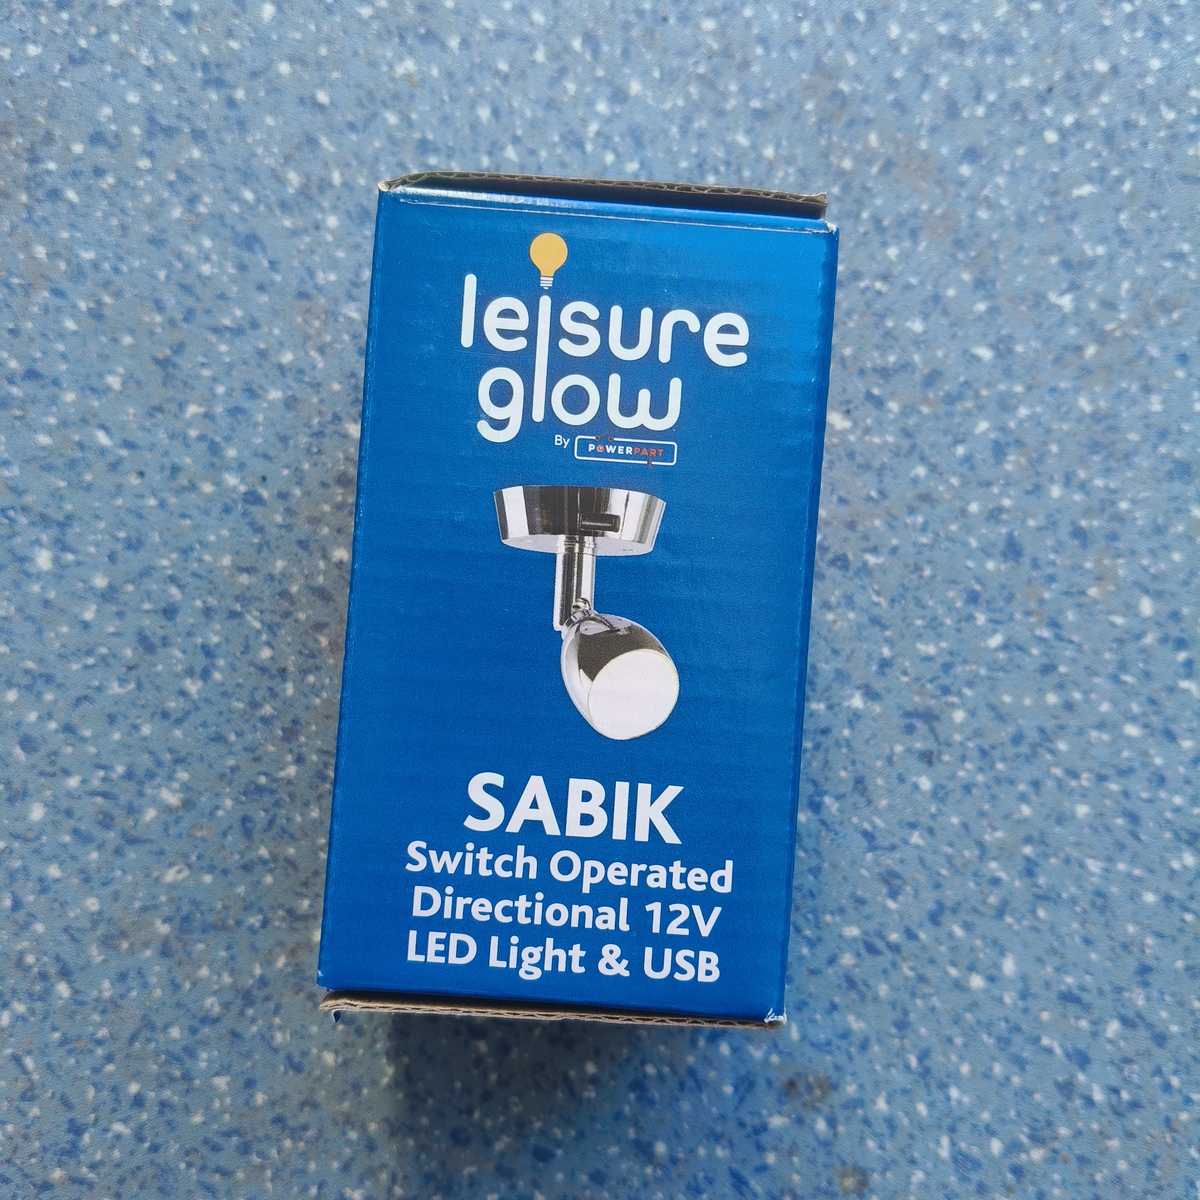 leisure
glow
By POWERPART
SABIK
Switch Operated
Directional 12V
LED Light & USB